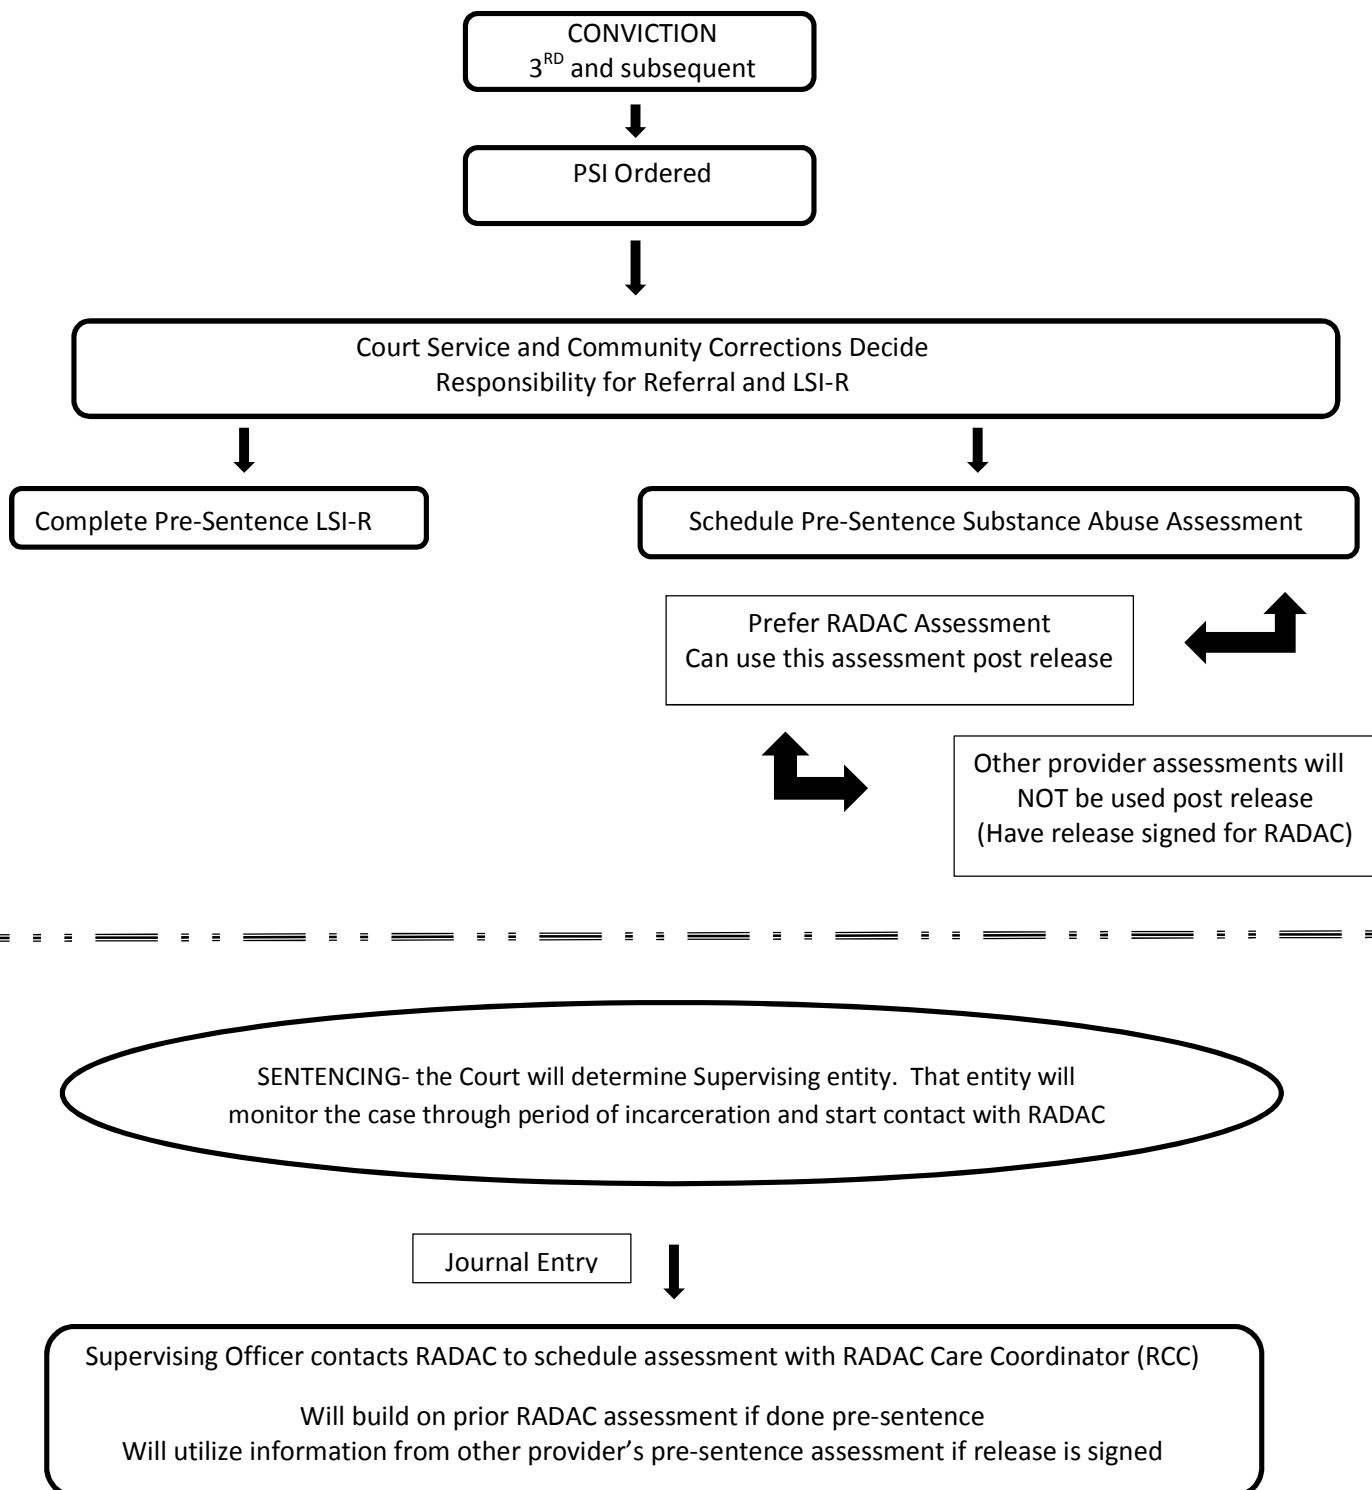 CONVICTION
3RD and subsequent
PSI Ordered
Court Service and Community Corrections Decide
Responsibility for Referral and LSI-R
Complete Pre-Sentence LSI-R
Schedule Pre-Sentence Substance Abuse Assessment
Prefer RADAC Assessment
Can use this assessment post release
Other provider assessments will
NOT be used post release
(Have release signed for RADAC)
SENTENCING- the Court will determine Supervising entity.  That entity will
monitor the case through period of incarceration and start contact with RADAC
Journal Entry
Supervising Officer contacts RADAC to schedule assessment with RADAC Care Coordinator (RCC)
Will build on prior RADAC assessment if done pre-sentence
Will utilize information from other provider’s pre-sentence assessment if release is signed